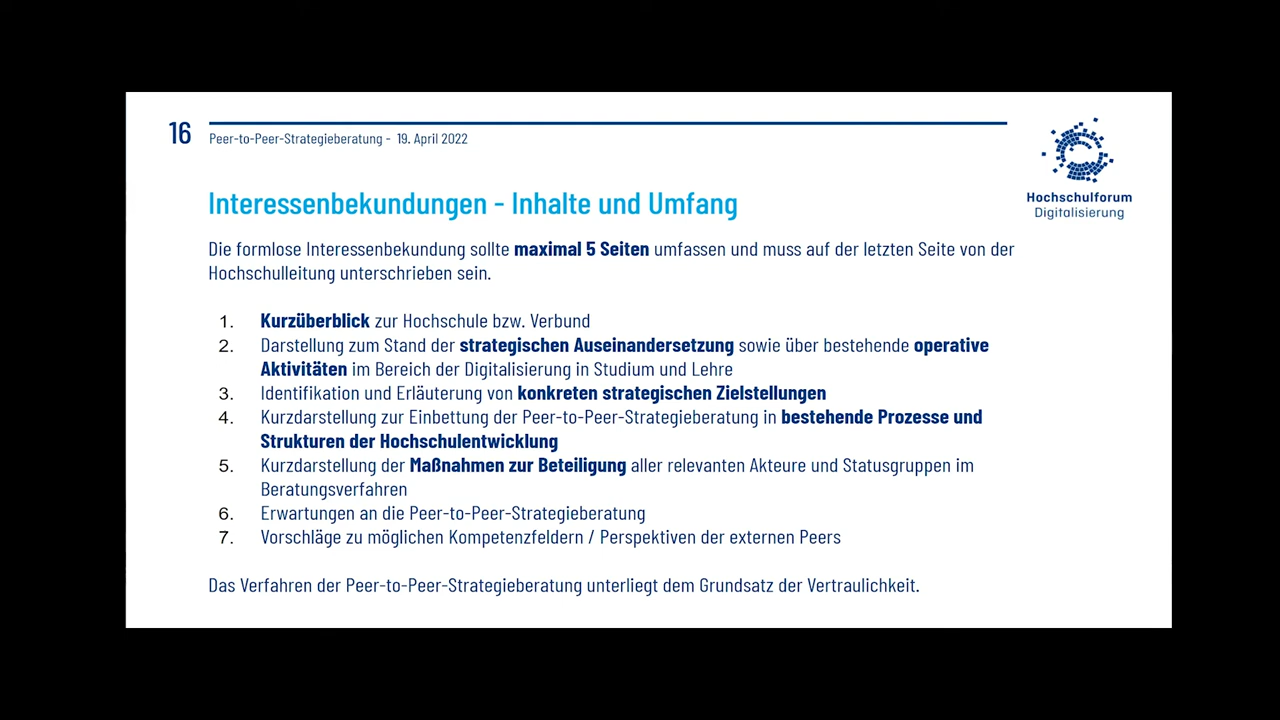 16
Peer-to-Peer-Strategieberatung - 19. April 2022
Hochschulforum
Digitalisierung
Interessenbekundungen - Inhalte und Umfang
Die formlose Interessenbekundung sollte maximal 5 Seiten umfassen und muss auf der letzten Seite von der
Hochschulleitung unterschrieben sein.
1. Kurzüberblick zur Hochschule bzw. Verbund
2. Darstellung zum Stand der strategischen Auseinandersetzung sowie über bestehende operative
Aktivitäten im Bereich der Digitalisierung in Studium und Lehre
3. Identifikation und Erläuterung von konkreten strategischen Zielstellungen
4. Kurzdarstellung zur Einbettung der Peer-to-Peer-Strategieberatung in bestehende Prozesse und
Strukturen der Hochschulentwicklung
5. Kurzdarstellung der Maßnahmen zur Beteiligung aller relevanten Akteure und Statusgruppen im
Beratungsverfahren
6. Erwartungen an die Peer-to-Peer-Strategieberatung
7. Vorschläge zu möglichen Kompetenzfeldern / Perspektiven der externen Peers
Das Verfahren der Peer-to-Peer-Strategieberatung unterliegt dem Grundsatz der Vertraulichkeit.